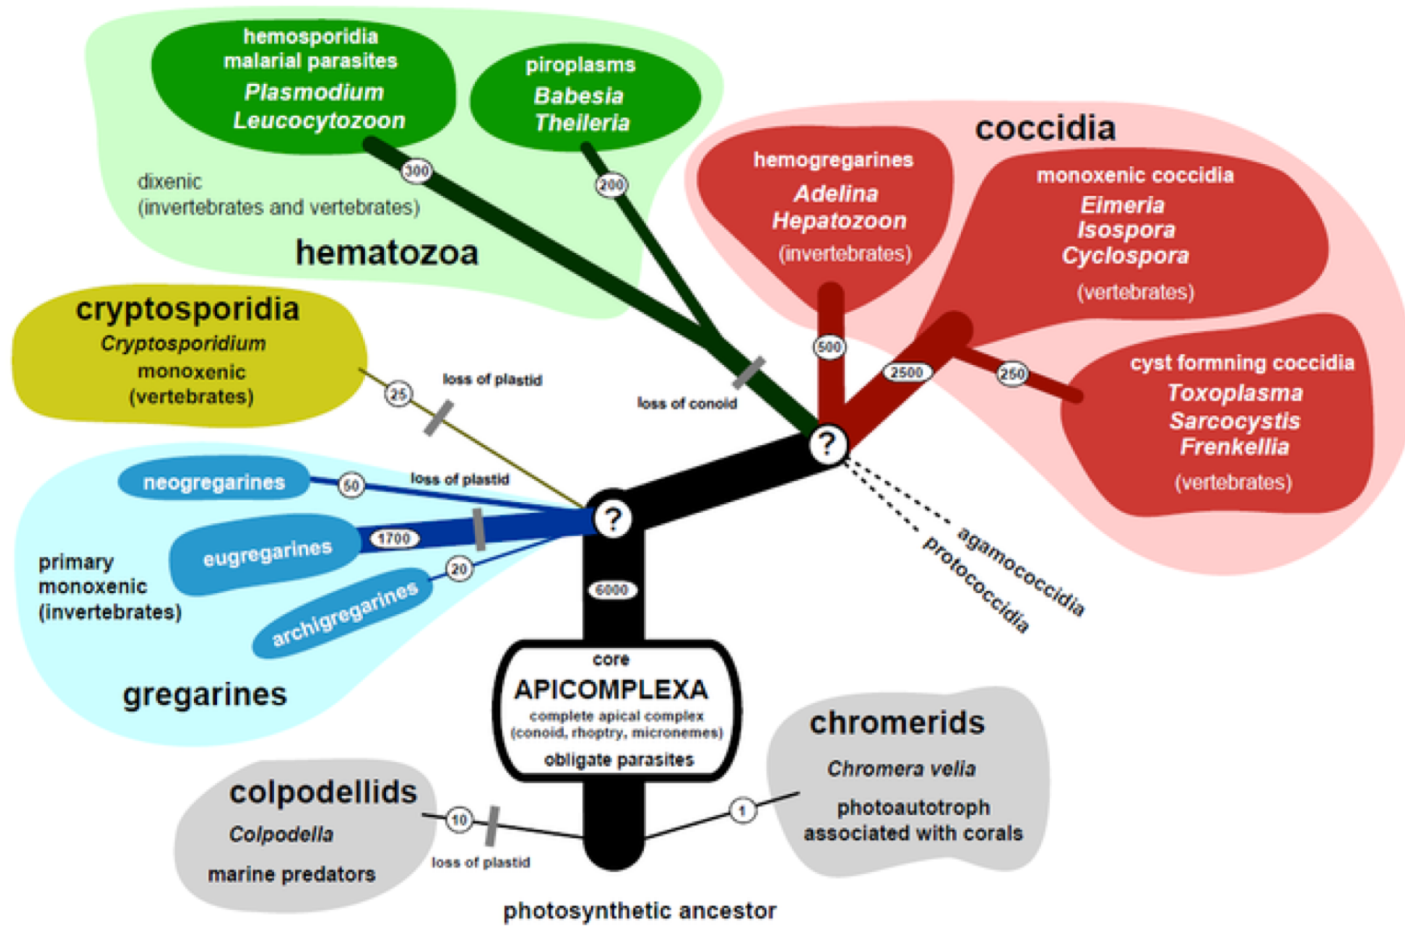 hemosporidia
malarial parasites
Plasmodium
Leucocytozoon
piroplasms
Babesia
Theileria
300
200
dixenic
(invertebrates and vertebrates)
hematozoa
coccidia
hemogregarines
Adelina
Hepatozoon
(invertebrates)
monoxenic coccidia
Eimeria
Isospora
Cyclospora
(vertebrates)
cyst formning coccidia
Toxoplasma
Sarcocystis
Frenkellia
(vertebrates)
500
2500
250
loss of conoid
cryptosporidia
Cryptosporidium
monoxenic
(vertebrates)
25
loss of plastid
?
agamococcidia
protococcidia
neogregarines
50
loss of plastid
eugregarines
1700
?
archigregarines
20
primary
monoxenic
(invertebrates)
gregarines
6000
core
APICOMPLEXA
complete apical complex
(conoid, rhoptry, micronemes)
obligate parasites
colpodellids
Colpodella
marine predators
10
loss of plastid
1
chromerids
Chromera velia
photoautotroph
associated with corals
photosynthetic ancestor